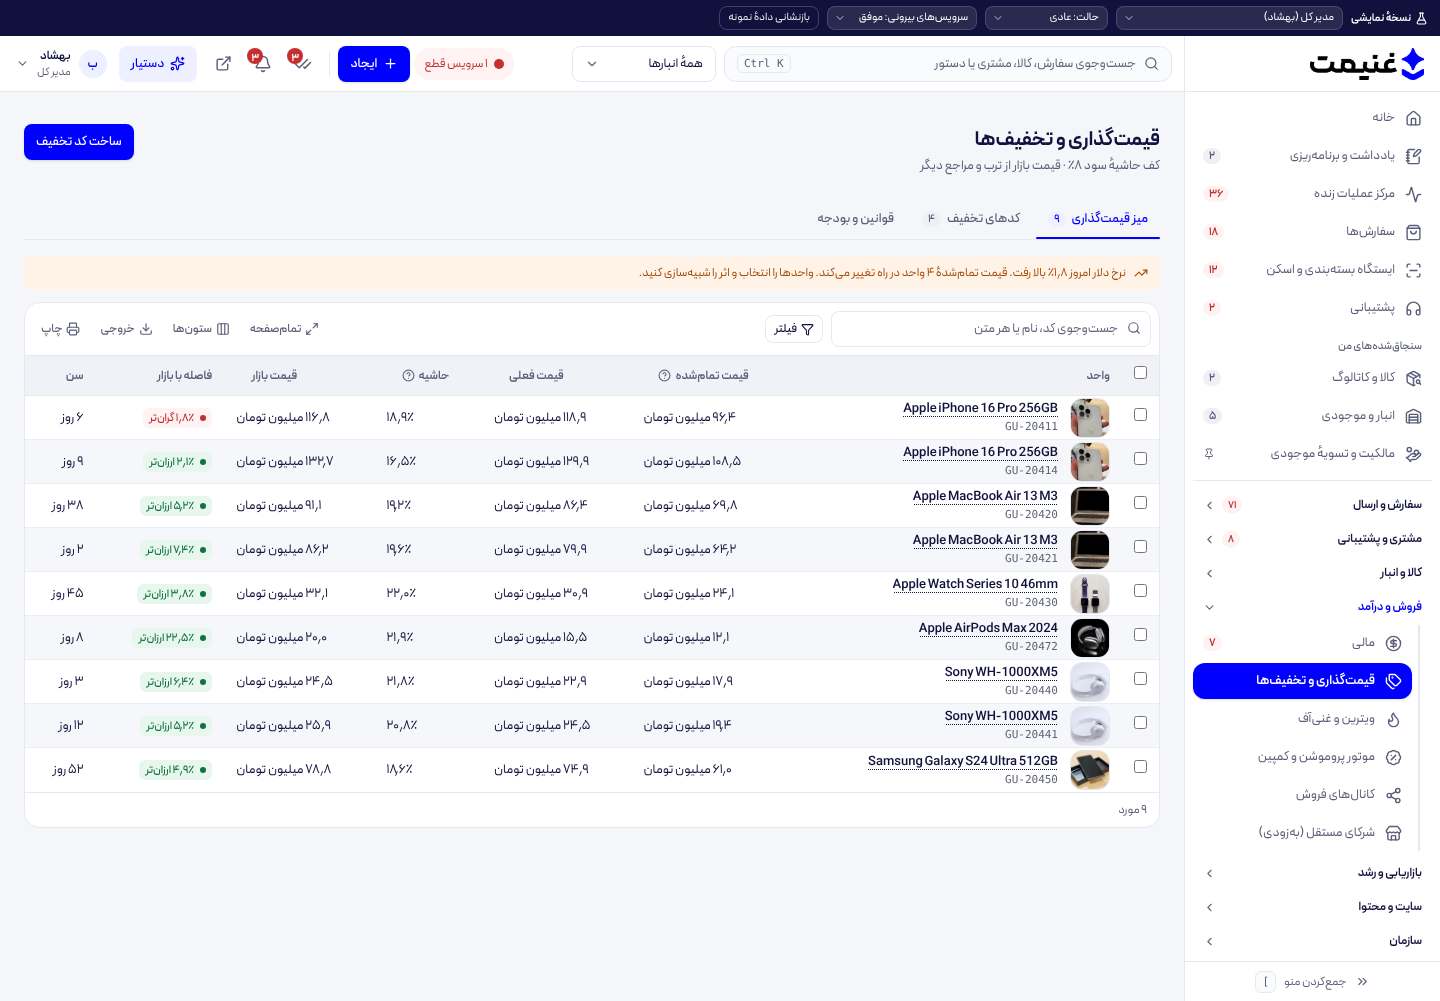 نسخهٔ نمایشی
مدیر کل (بهشاد)
حالت: عادی
سرویس‌های بیرونی: موفق
بازنشانی دادهٔ نمونه
غنیمت
جست‌وجوی سفارش، کالا، مشتری یا دستور
Ctrl K
همهٔ انبارها
۱ سرویس قطع
ایجاد
۳
۳
دستیار
ب
بهشاد
مدیر کل
خانه
یادداشت و برنامه‌ریزی ۲
مرکز عملیات زنده ۳۶
سفارش‌ها ۱۸
ایستگاه بسته‌بندی و اسکن ۱۲
پشتیبانی ۲
سنجاق‌شده‌های من
کالا و کاتالوگ ۲
انبار و موجودی ۵
مالکیت و تسویهٔ موجودی
سفارش و ارسال ۷۱
مشتری و پشتیبانی ۸
کالا و انبار
فروش و درآمد
مالی ۷
قیمت‌گذاری و تخفیف‌ها
ویترین و غنی‌آف
موتور پروموشن و کمپین
کانال‌های فروش
شرکای مستقل (به‌زودی)
بازاریابی و رشد
سایت و محتوا
سازمان
جمع‌کردن منو [
قیمت‌گذاری و تخفیف‌ها
کف حاشیهٔ سود ۸٪ · قیمت بازار از ترب و مراجع دیگر
ساخت کد تخفیف
میز قیمت‌گذاری ۹
کدهای تخفیف ۴
قوانین و بودجه
نرخ دلار امروز ۱٫۸٪ بالا رفت. قیمت تمام‌شدهٔ ۴ واحد در راه تغییر می‌کند. واحدها را انتخاب و اثر را شبیه‌سازی کنید.
جست‌وجوی کد، نام یا هر متن
فیلتر
تمام‌صفحه
ستون‌ها
خروجی
چاپ
واحد قیمت تمام‌شده قیمت فعلی حاشیه قیمت بازار فاصله با بازار سن
Apple iPhone 16 Pro 256GB
GU-20411
۹۶٫۴ میلیون تومان ۱۱۸٫۹ میلیون تومان ۱۸٫۹٪ ۱۱۶٫۸ میلیون تومان ۱٫۸٪ گران‌تر ۶ روز
Apple iPhone 16 Pro 256GB
GU-20414
۱۰۸٫۵ میلیون تومان ۱۲۹٫۹ میلیون تومان ۱۶٫۵٪ ۱۳۲٫۷ میلیون تومان ۲٫۱٪ ارزان‌تر ۹ روز
Apple MacBook Air 13 M3
GU-20420
۶۹٫۸ میلیون تومان ۸۶٫۴ میلیون تومان ۱۹٫۲٪ ۹۱٫۱ میلیون تومان ۵٫۲٪ ارزان‌تر ۳۸ روز
Apple MacBook Air 13 M3
GU-20421
۶۴٫۲ میلیون تومان ۷۹٫۹ میلیون تومان ۱۹٫۶٪ ۸۶٫۲ میلیون تومان ۷٫۴٪ ارزان‌تر ۲ روز
Apple Watch Series 10 46mm
GU-20430
۲۴٫۱ میلیون تومان ۳۰٫۹ میلیون تومان ۲۲٫۰٪ ۳۲٫۱ میلیون تومان ۳٫۸٪ ارزان‌تر ۴۵ روز
Apple AirPods Max 2024
GU-20472
۱۲٫۱ میلیون تومان ۱۵٫۵ میلیون تومان ۲۱٫۹٪ ۲۰٫۰ میلیون تومان ۲۲٫۵٪ ارزان‌تر ۸ روز
Sony WH-1000XM5
GU-20440
۱۷٫۹ میلیون تومان ۲۲٫۹ میلیون تومان ۲۱٫۸٪ ۲۴٫۵ میلیون تومان ۶٫۴٪ ارزان‌تر ۳ روز
Sony WH-1000XM5
GU-20441
۱۹٫۴ میلیون تومان ۲۴٫۵ میلیون تومان ۲۰٫۸٪ ۲۵٫۹ میلیون تومان ۵٫۲٪ ارزان‌تر ۱۲ روز
Samsung Galaxy S24 Ultra 512GB
GU-20450
۶۱٫۰ میلیون تومان ۷۴٫۹ میلیون تومان ۱۸٫۶٪ ۷۸٫۸ میلیون تومان ۴٫۹٪ ارزان‌تر ۵۲ روز
۹ مورد